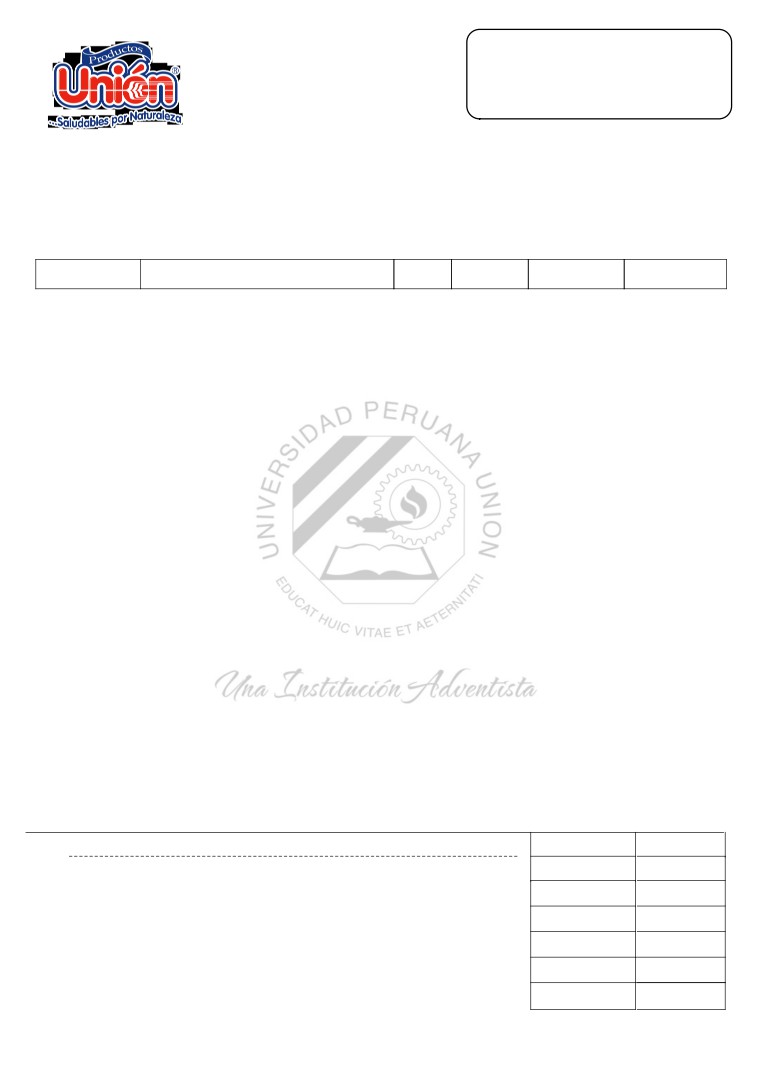 Productos
Unión®
...Saludables por Naturaleza
UNIVERSIDAD PERUANA UNION
EDUCAT HUIC VITAE ET AETERNITATI
Una Institución Adventista